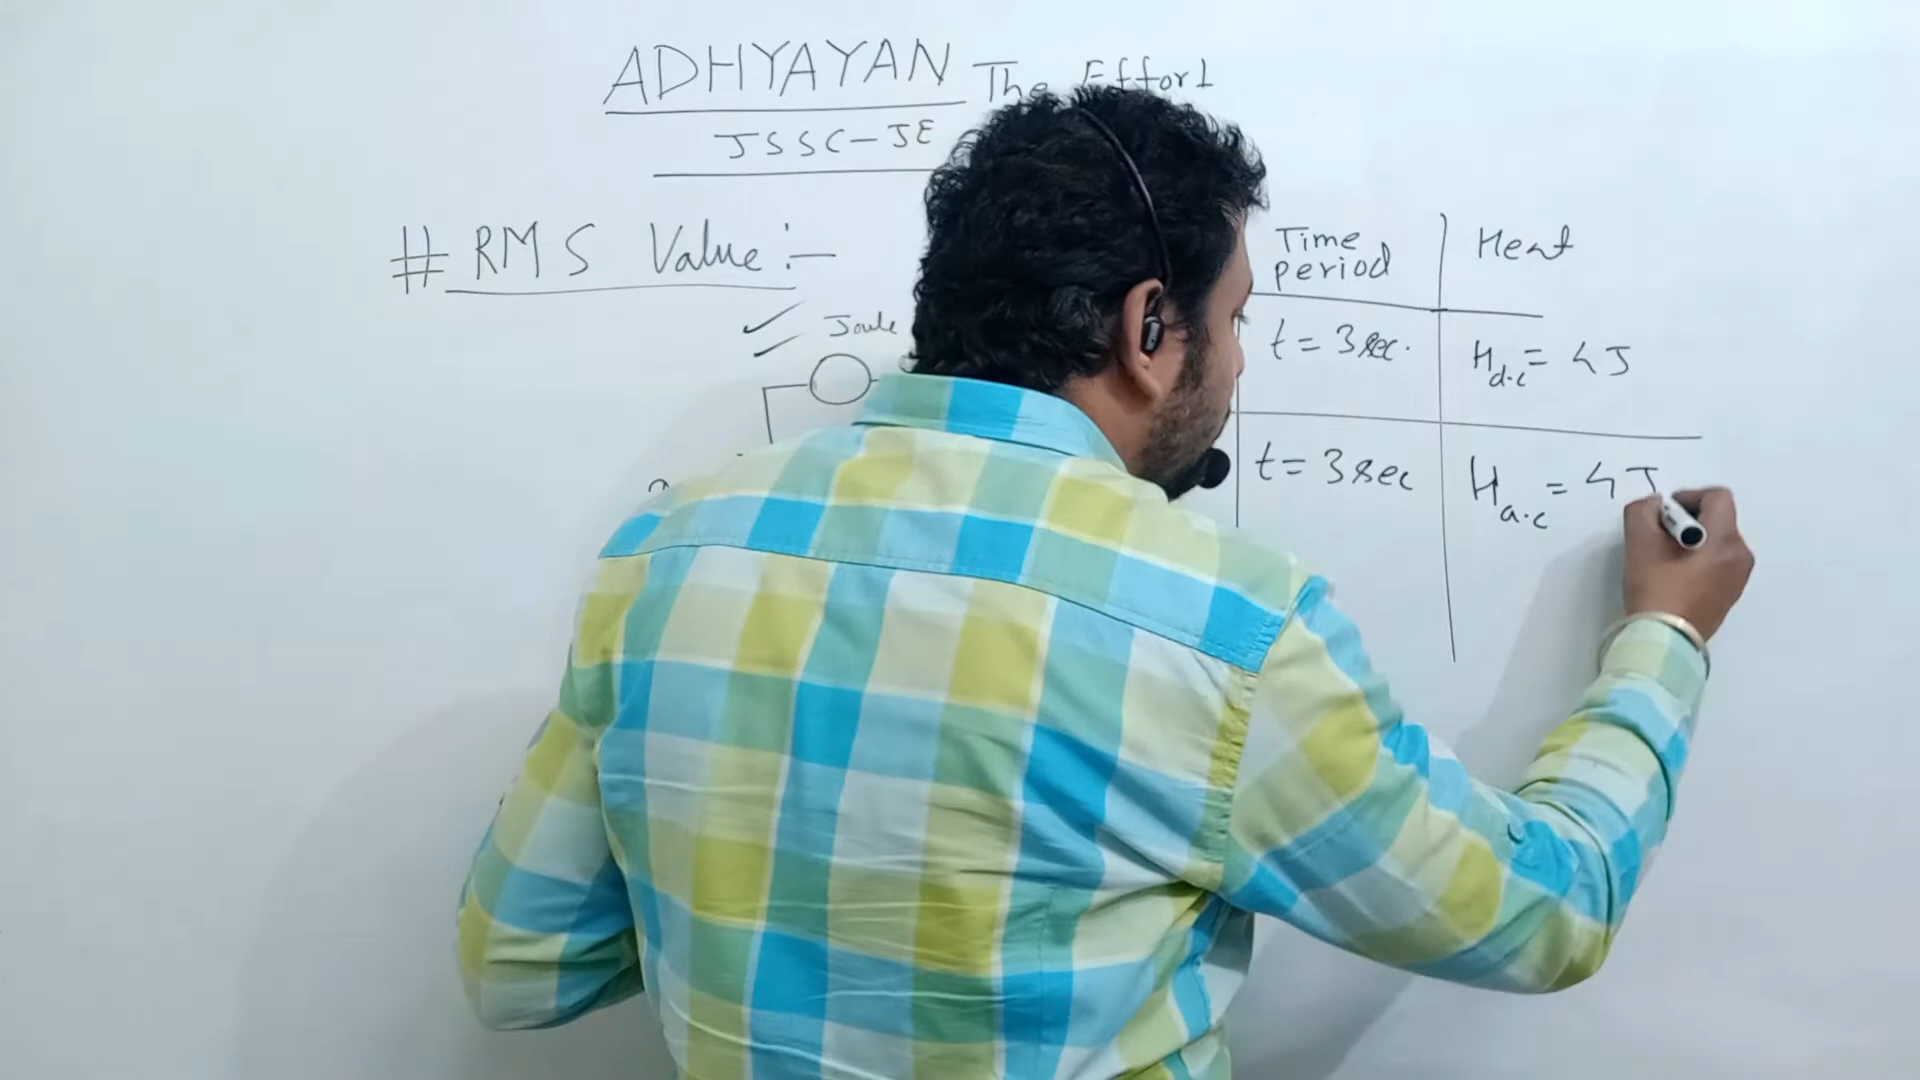 ADHYAYAN The Effort
JSSC-JE
# RMS Value :-
Joule
Time period
Heat
t = 3 sec.
H d.c = 4 J
t = 3 sec
H a.c = 4 J